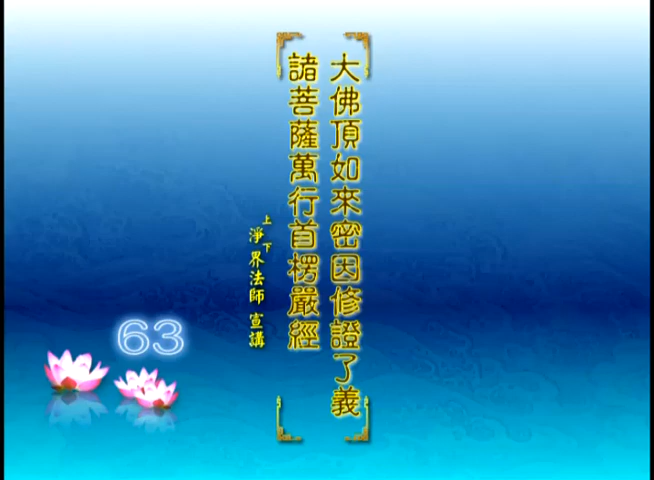 大佛頂如來密因修證了義
諸菩薩萬行首楞嚴經
上淨下界法師 宣講
63